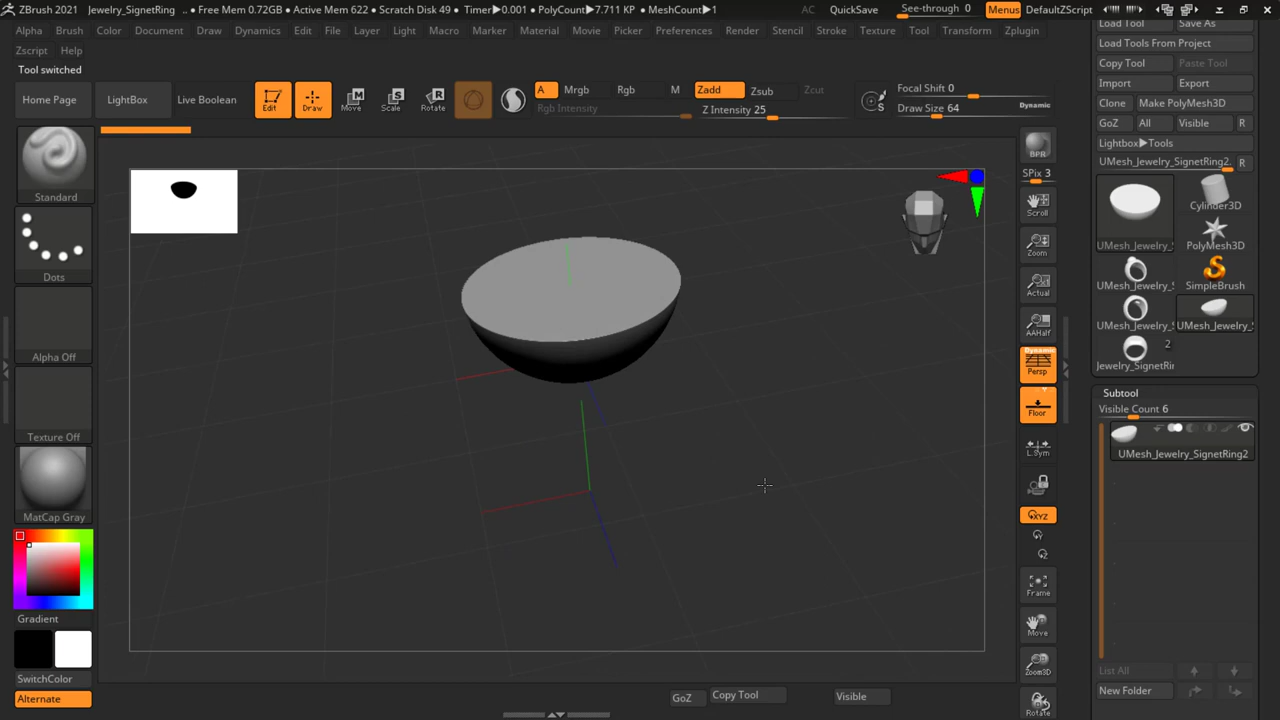 ZBrush 2021 Jewelry_SignetRing .. ● Free Mem 0.72GB ● Active Mem 622 ● Scratch Disk 49 ● Timer▶0.001 ● PolyCount▶7.711 KP ● MeshCount▶1 AC QuickSave See-through 0 Menus DefaultZScript
Alpha Brush Color Document Draw Dynamics Edit File Layer Light Macro Marker Material Movie Picker Preferences Render Stencil Stroke Texture Tool Transform Zplugin
Zscript Help
Tool switched
Home Page LightBox Live Boolean Edit Draw Move Scale Rotate A Mrgb Rgb M Zadd Zsub Zcut Focal Shift 0
Rgb Intensity Z Intensity 25 Draw Size 64 Dynamic
Standard
Dots
Alpha Off
Texture Off
MatCap Gray
Gradient
SwitchColor
Alternate
BPR
SPix 3
Scroll
Zoom
Actual
AAHalf
Dynamic
Persp
Floor
L.Sym
XYZ
Frame
Move
Zoom3D
Rotate
Load Tool Save As
Load Tools From Project
Copy Tool Paste Tool
Import Export
Clone Make PolyMesh3D
GoZ All Visible R
Lightbox▶Tools
UMesh_Jewelry_SignetRing2. R
Cylinder3D
UMesh_Jewelry_ PolyMesh3D
UMesh_Jewelry_S SimpleBrush
UMesh_Jewelry_S UMesh_Jewelry_S
2
Jewelry_SignetRin
Subtool
Visible Count 6
UMesh_Jewelry_SignetRing2
List All
New Folder
GoZ Copy Tool Visible